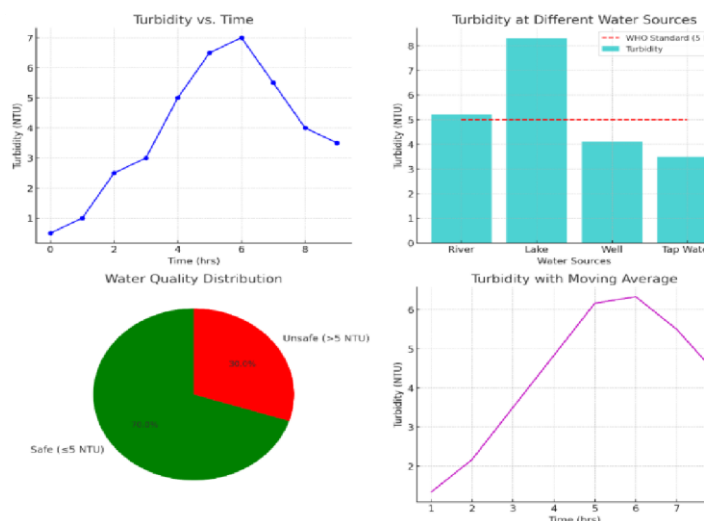 Turbidity vs. Time
Turbidity (NTU)
7
6
5
4
3
2
1
0 2 4 6 8
Time (hrs)
Turbidity at Different Water Sources
WHO Standard (5
Turbidity
Turbidity (NTU)
8
7
6
5
4
3
2
1
0
River Lake Well Tap Wate
Water Sources
Water Quality Distribution
Unsafe (>5 NTU)
30.0%
70.0%
Safe (≤5 NTU)
Turbidity with Moving Average
Turbidity (NTU)
6
5
4
3
2
1 2 3 4 5 6 7
Time (hrs)